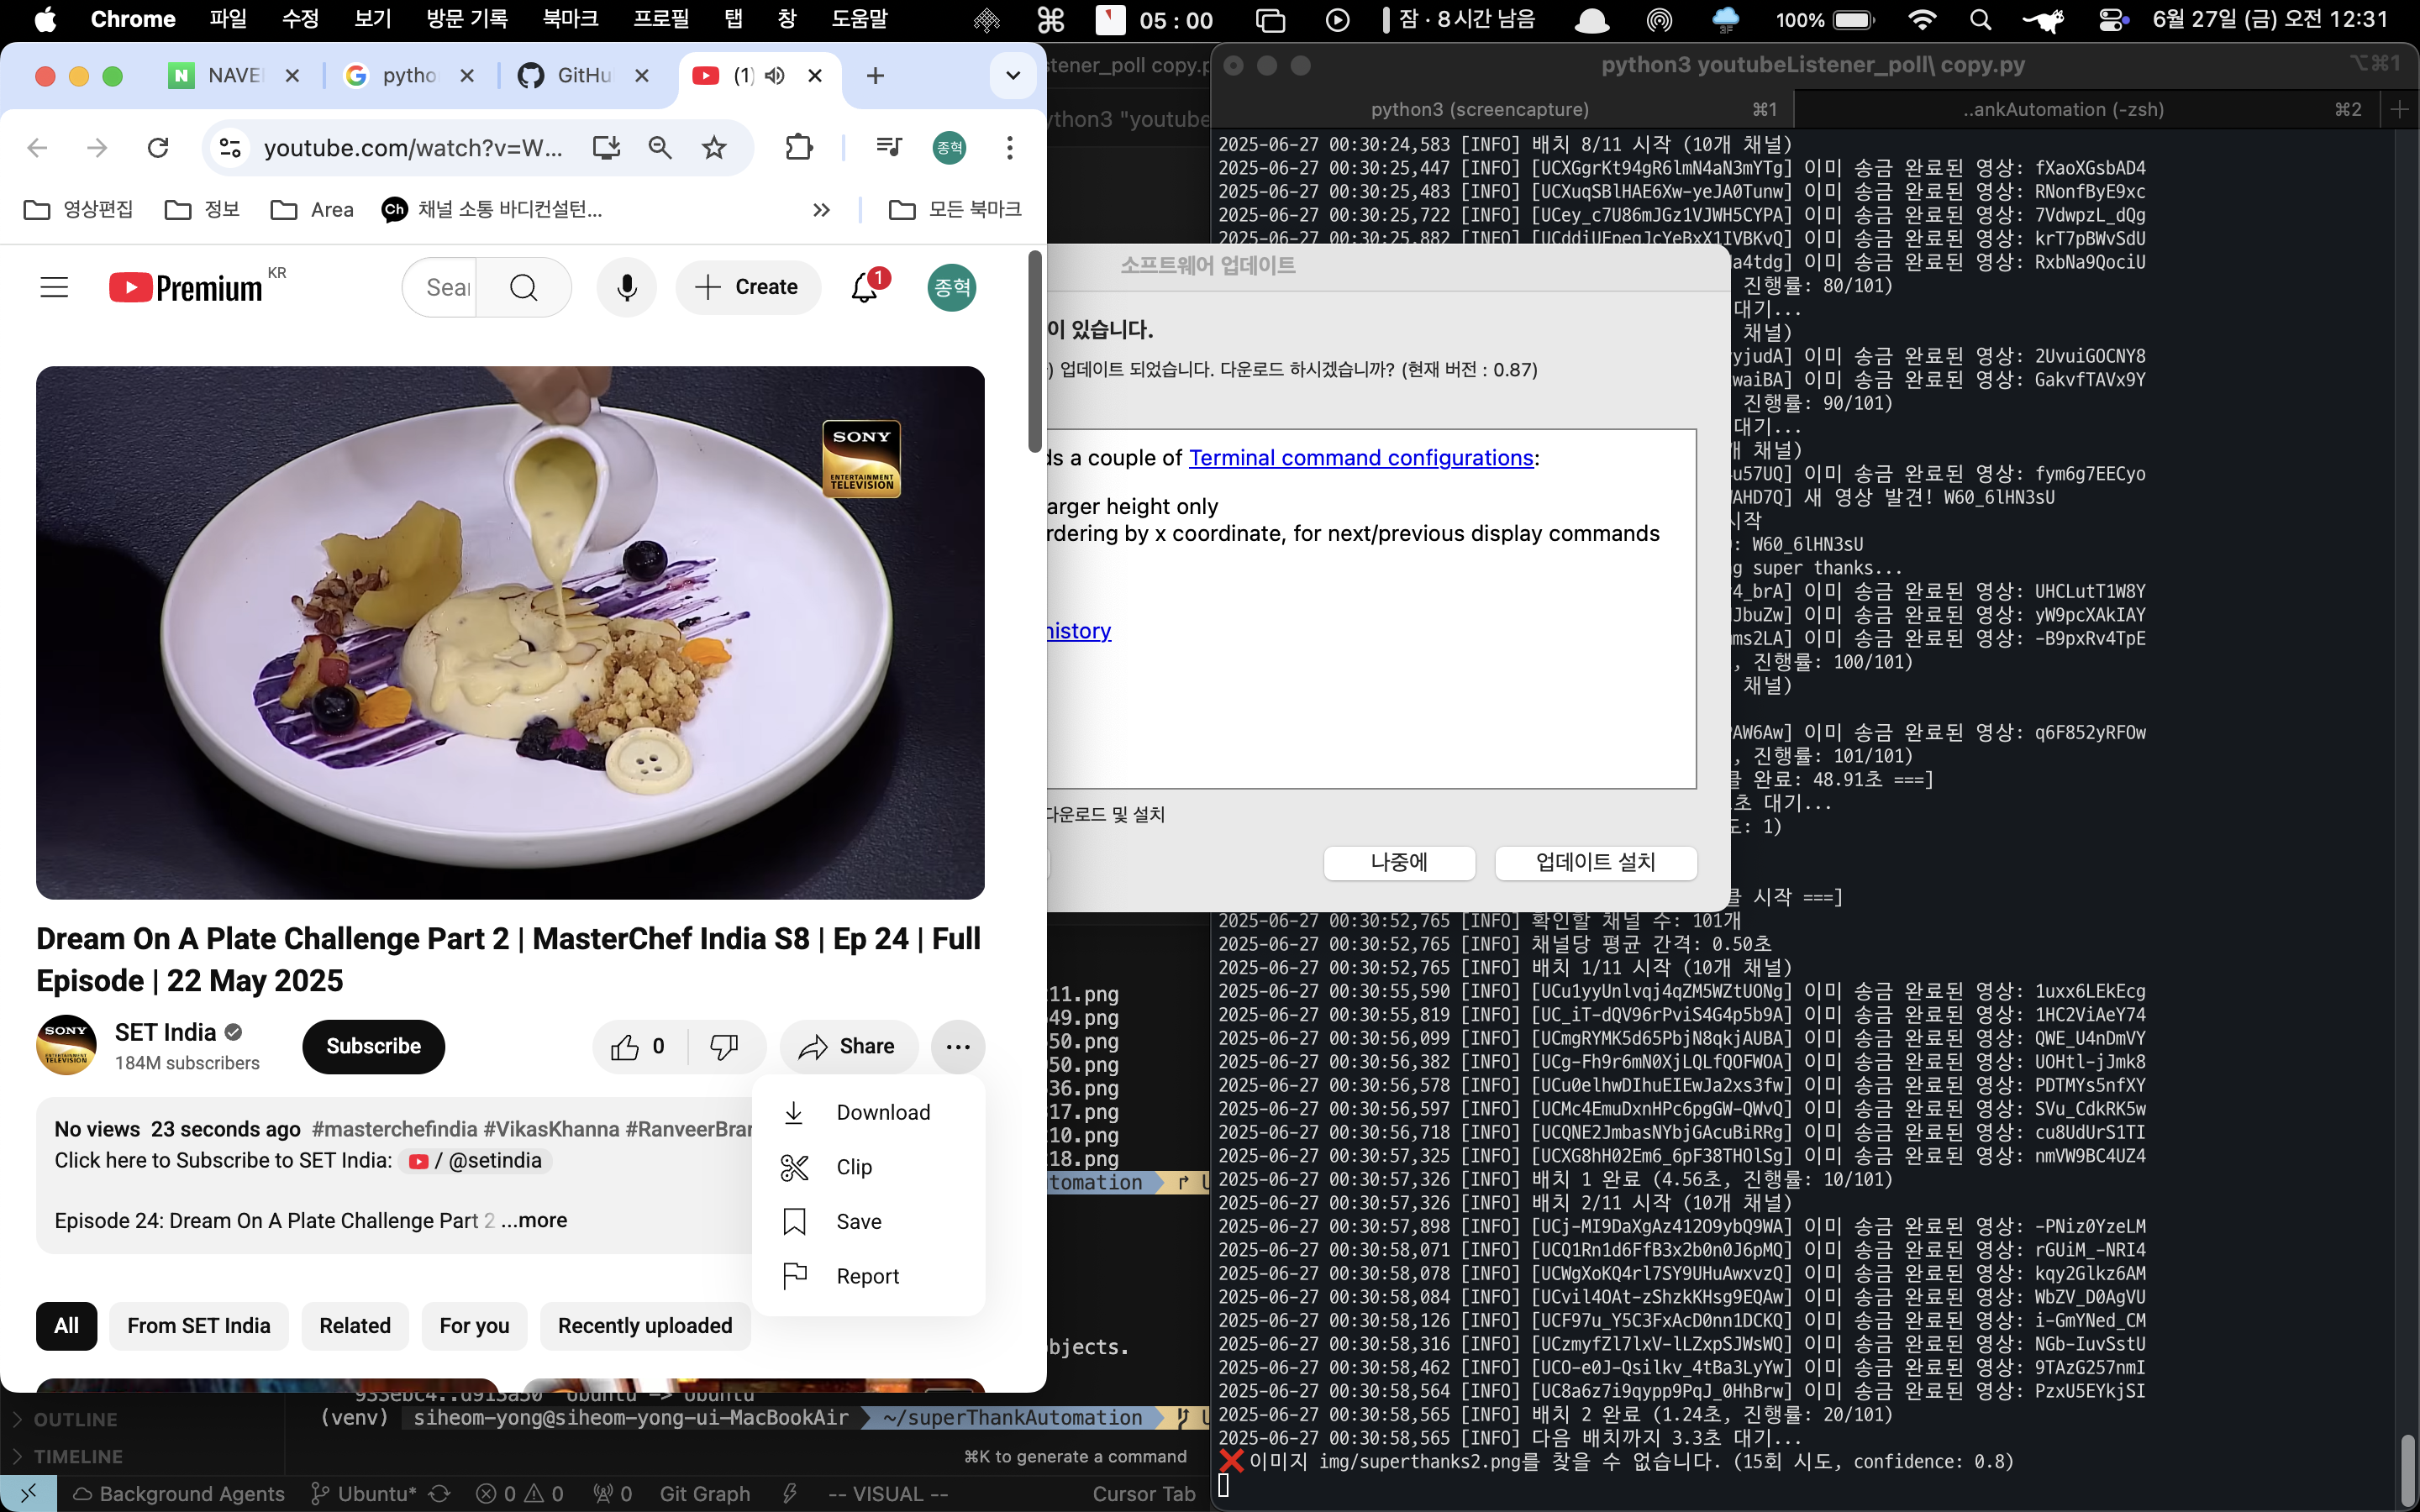 Chrome 파일 수정 보기 방문 기록 북마크 프로필 탭 창 도움말 05 : 00 잠 · 8시간 남음 100% 6월 27일 (금) 오전 12:31
NAVE pytho GitHu (1)
youtube.com/watch?v=W... 종혁
영상편집 정보 Area Ch 채널 소통 바디컨설턴... 모든 북마크
Premium KR Sear Create 1 종혁
SONY
ENTERTAINMENT
TELEVISION
Dream On A Plate Challenge Part 2 | MasterChef India S8 | Ep 24 | Full
Episode | 22 May 2025
SET India
184M subscribers
Subscribe 0 Share
No views 23 seconds ago #masterchefindia #VikasKhanna #RanveerBrar
Click here to Subscribe to SET India: / @setindia
Episode 24: Dream On A Plate Challenge Part 2 ...more
Download
Clip
Save
Report
All From SET India Related For you Recently uploaded
소프트웨어 업데이트
이 있습니다.
) 업데이트 되었습니다. 다운로드 하시겠습니까? (현재 버전 : 0.87)
ds a couple of Terminal command configurations:
arger height only
rdering by x coordinate, for next/previous display commands
history
다운로드 및 설치
나중에 업데이트 설치
stener_poll copy.p
ython3 "youtube
11.png
49.png
50.png
50.png
36.png
17.png
10.png
18.png
tomation
bjects.
933ebc4..d913a50 Ubuntu -> Ubuntu
(venv) siheom-yong@siheom-yong-ui-MacBookAir ~/superThankAutomation
OUTLINE
TIMELINE
⌘K to generate a command
Background Agents Ubuntu* 0 0 0 Git Graph -- VISUAL -- Cursor Tab
python3 youtubeListener_poll\ copy.py ⌥⌘1
python3 (screencapture) ⌘1 ..ankAutomation (-zsh) ⌘2
2025-06-27 00:30:24,583 [INFO] 배치 8/11 시작 (10개 채널)
2025-06-27 00:30:25,447 [INFO] [UCXGgrKt94gR6lmN4aN3mYTg] 이미 송금 완료된 영상: fXaoXGsbAD4
2025-06-27 00:30:25,483 [INFO] [UCXuqSBlHAE6Xw-yeJA0Tunw] 이미 송금 완료된 영상: RNonfByE9xc
2025-06-27 00:30:25,722 [INFO] [UCey_c7U86mJGz1VJWH5CYPA] 이미 송금 완료된 영상: 7VdwpzL_dQg
2025-06-27 00:30:25,882 [INFO] [UCddiUEpeqJcYeBxX1IVBKvQ] 이미 송금 완료된 영상: krT7pBWvSdU
Ja4tdg] 이미 송금 완료된 영상: RxbNa9QociU
진행률: 80/101)
대기...
채널)
yjudA] 이미 송금 완료된 영상: 2UvuiGOCNY8
waiBA] 이미 송금 완료된 영상: GakvfTAVx9Y
진행률: 90/101)
대기...
개 채널)
u57UQ] 이미 송금 완료된 영상: fym6g7EECyo
AHD7Q] 새 영상 발견! W60_6lHN3sU
시작
: W60_6lHN3sU
g super thanks...
4_brA] 이미 송금 완료된 영상: UHCLutT1W8Y
JbuZw] 이미 송금 완료된 영상: yW9pcXAkIAY
ms2LA] 이미 송금 완료된 영상: -B9pxRv4TpE
, 진행률: 100/101)
채널)
AW6Aw] 이미 송금 완료된 영상: q6F852yRFOw
, 진행률: 101/101)
클 완료: 48.91초 ===]
초 대기...
도: 1)
클 시작 ===]
2025-06-27 00:30:52,765 [INFO] 확인할 채널 수: 101개
2025-06-27 00:30:52,765 [INFO] 채널당 평균 간격: 0.50초
2025-06-27 00:30:52,765 [INFO] 배치 1/11 시작 (10개 채널)
2025-06-27 00:30:55,590 [INFO] [UCu1yyUnlvqj4qZM5WZtUONg] 이미 송금 완료된 영상: 1uxx6LEkEcg
2025-06-27 00:30:55,819 [INFO] [UC_iT-dQV96rPviS4G4p5b9A] 이미 송금 완료된 영상: 1HC2ViAeY74
2025-06-27 00:30:56,099 [INFO] [UCmgRYMK5d65PbjN8qkjAUBA] 이미 송금 완료된 영상: QWE_U4nDmVY
2025-06-27 00:30:56,382 [INFO] [UCg-Fh9r6mN0XjLQLfQOFWOA] 이미 송금 완료된 영상: UOHtl-jJmk8
2025-06-27 00:30:56,578 [INFO] [UCu0elhwDIhuEIEwJa2xs3fw] 이미 송금 완료된 영상: PDTMYs5nfXY
2025-06-27 00:30:56,597 [INFO] [UCMc4EmuDxnHPc6pgGW-QWvQ] 이미 송금 완료된 영상: SVu_CdkRK5w
2025-06-27 00:30:56,718 [INFO] [UCQNE2JmbasNYbjGAcuBiRRg] 이미 송금 완료된 영상: cu8UdUrS1TI
2025-06-27 00:30:57,325 [INFO] [UCXG8hH02Em6_6pF38THOlSg] 이미 송금 완료된 영상: nmVW9BC4UZ4
2025-06-27 00:30:57,326 [INFO] 배치 1 완료 (4.56초, 진행률: 10/101)
2025-06-27 00:30:57,326 [INFO] 배치 2/11 시작 (10개 채널)
2025-06-27 00:30:57,898 [INFO] [UCj-MI9DaXgAz412O9ybQ9WA] 이미 송금 완료된 영상: -PNiz0YzeLM
2025-06-27 00:30:58,071 [INFO] [UCQ1Rn1d6FfB3x2b0n0J6pMQ] 이미 송금 완료된 영상: rGUiM_-NRI4
2025-06-27 00:30:58,078 [INFO] [UCWgXoKQ4rl7SY9UHuAwxvzQ] 이미 송금 완료된 영상: kqy2Glkz6AM
2025-06-27 00:30:58,084 [INFO] [UCvil4OAt-zShzkKHsg9EQAw] 이미 송금 완료된 영상: WbZV_D0AgVU
2025-06-27 00:30:58,126 [INFO] [UCF97u_Y5C3FxAcD0nn1DCKQ] 이미 송금 완료된 영상: i-GmYNed_CM
2025-06-27 00:30:58,316 [INFO] [UCzmyfZl7lxV-lLZxpSJWsWQ] 이미 송금 완료된 영상: NGb-IuvSstU
2025-06-27 00:30:58,462 [INFO] [UCO-e0J-Qsilkv_4tBa3LyYw] 이미 송금 완료된 영상: 9TAzG257nmI
2025-06-27 00:30:58,564 [INFO] [UC8a6z7i9qypp9PqJ_0HhBrw] 이미 송금 완료된 영상: PzxU5EYkjSI
2025-06-27 00:30:58,565 [INFO] 배치 2 완료 (1.24초, 진행률: 20/101)
2025-06-27 00:30:58,565 [INFO] 다음 배치까지 3.3초 대기...
❌이미지 img/superthanks2.png를 찾을 수 없습니다. (15회 시도, confidence: 0.8)